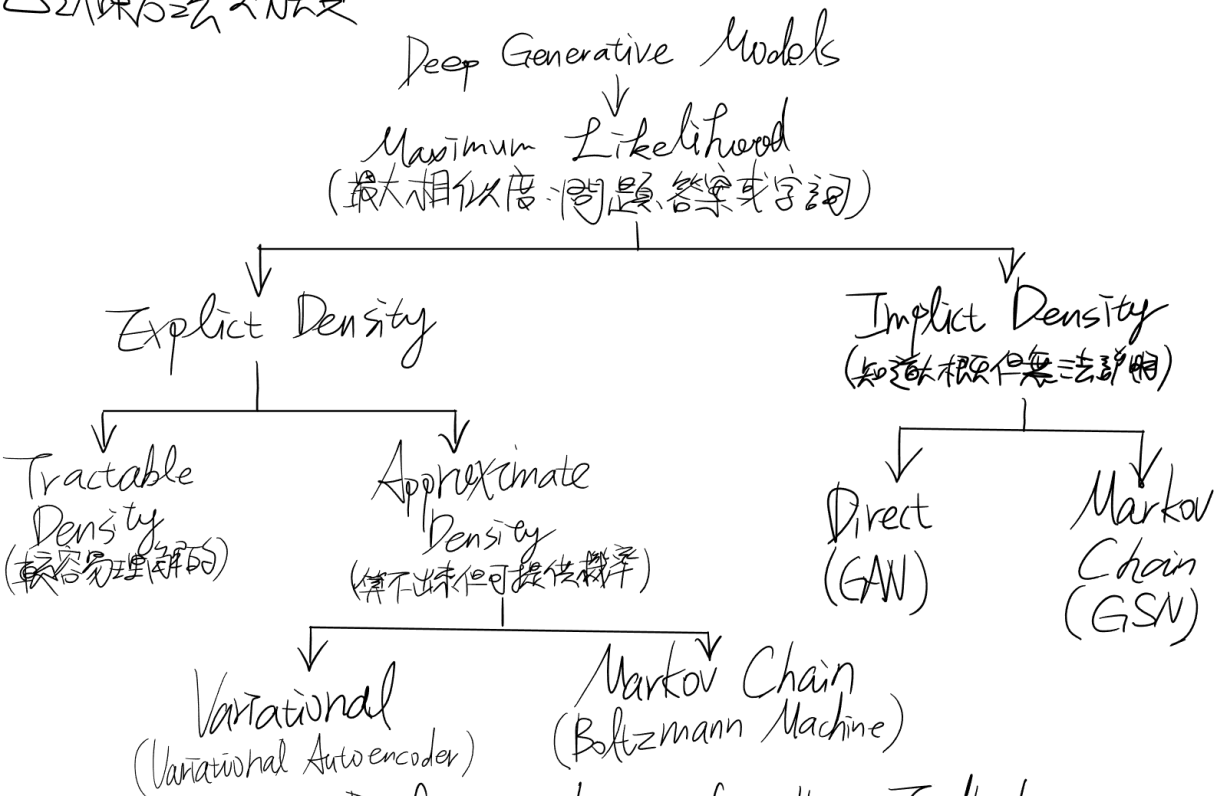 Deep Generative Models
Maximum Likelihood
(最大相似度:問題、答案或字詞)
Explict Density
Implict Density
(知道大概但無法說明)
Tractable
Density
(較容易理解的)
Approximate
Density
(算不出來但可提供機率)
Direct
(GAN)
Markov
Chain
(GSN)
Variational
(Variational Autoencoder)
Markov Chain
(Boltzmann Machine)